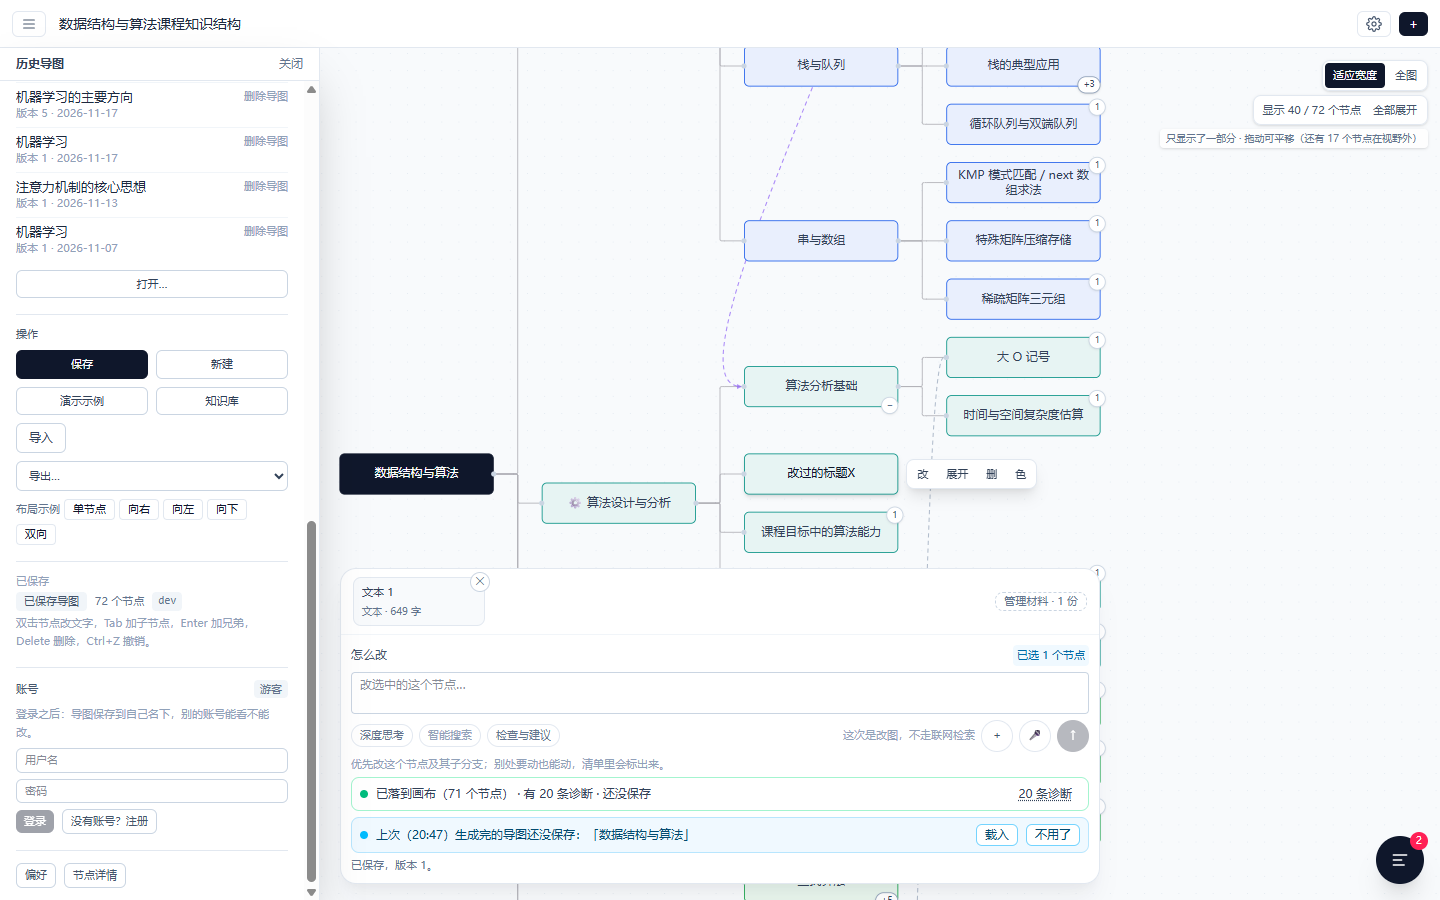 数据结构与算法课程知识结构
+
历史导图
关闭
机器学习的主要方向
删除导图
版本 5 · 2026-11-17
机器学习
删除导图
版本 1 · 2026-11-17
注意力机制的核心思想
删除导图
版本 1 · 2026-11-13
机器学习
删除导图
版本 1 · 2026-11-07
打开...
操作
保存
新建
演示示例
知识库
导入
导出...
布局示例
单节点
向右
向左
向下
双向
已保存
已保存导图
72 个节点
dev
双击节点改文字，Tab 加子节点，Enter 加兄弟，
Delete 删除，Ctrl+Z 撤销。
账号
游客
登录之后：导图保存到自己名下，别的账号能看不能
改。
用户名
密码
登录
没有账号？注册
偏好
节点详情
适应宽度
全图
显示 40 / 72 个节点
全部展开
只显示了一部分 · 拖动可平移（还有 17 个节点在视野外）
栈与队列
栈的典型应用
+3
1
循环队列与双端队列
1
KMP 模式匹配 / next 数
组求法
串与数组
1
特殊矩阵压缩存储
1
稀疏矩阵三元组
1
大 O 记号
算法分析基础
−
1
时间与空间复杂度估算
数据结构与算法
算法设计与分析
改过的标题X
改
展开
删
色
1
课程目标中的算法能力
1
文本 1
文本 · 649 字
管理材料 · 1 份
怎么改
已选 1 个节点
改选中的这个节点...
深度思考
智能搜索
检查与建议
这次是改图，不走联网检索
+
↑
优先改这个节点及其子分支；别处要动也能动，清单里会标出来。
已落到画布（71 个节点） · 有 20 条诊断 · 还没保存
20 条诊断
上次（20:47）生成完的导图还没保存：「数据结构与算法」
载入
不用了
已保存，版本 1。
+5
2